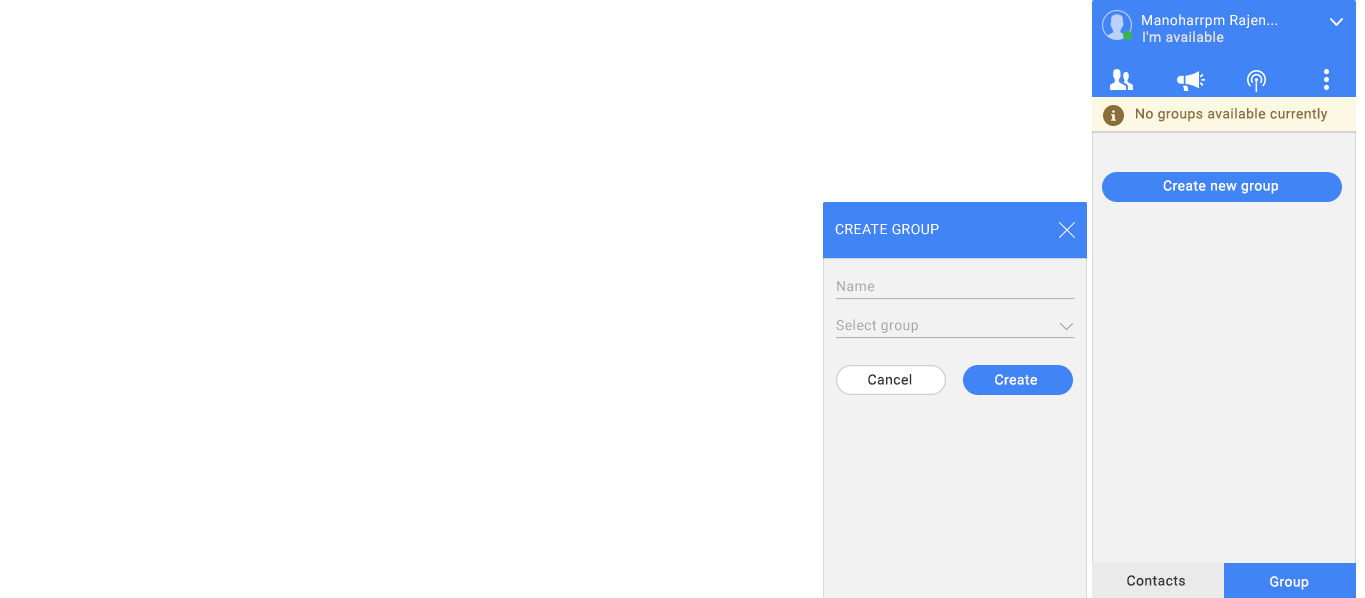 Manoharrpm Rajen...
I'm available
No groups available currently
Create new group
CREATE GROUP
Name
Select group
Cancel
Create
Contacts
Group